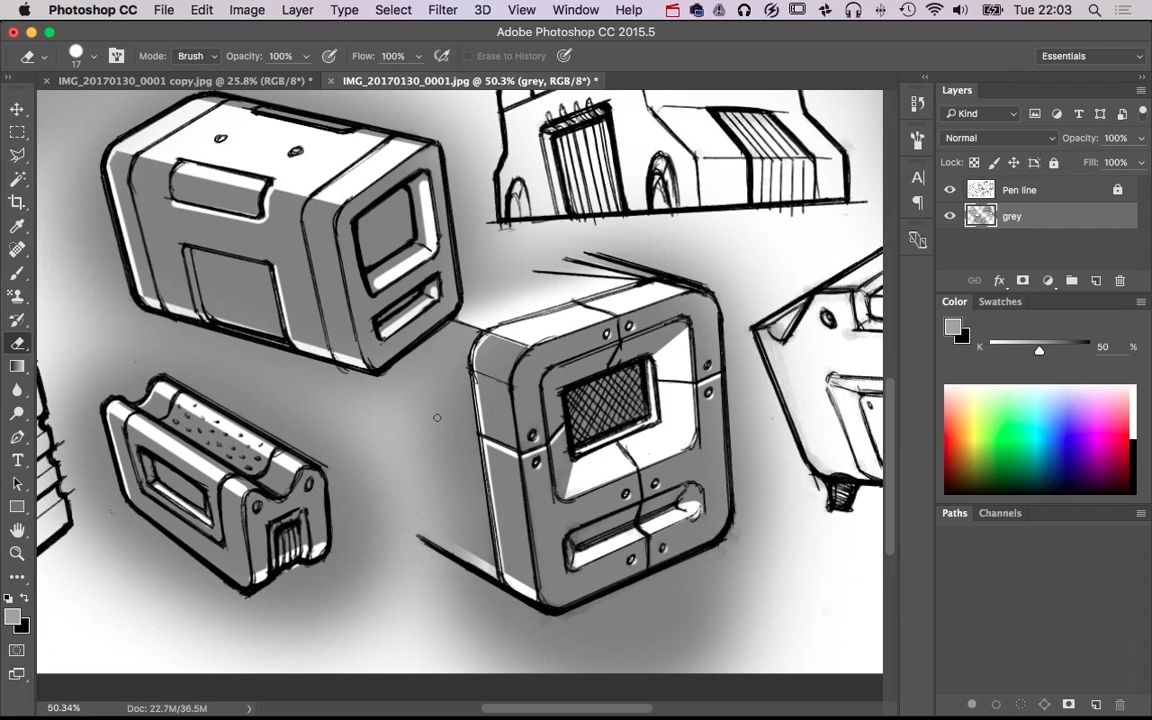 Photoshop CC File Edit Image Layer Type Select Filter 3D View Window Help Tue 22:03
Adobe Photoshop CC 2015.5
17 Mode: Brush Opacity: 100% Flow: 100% Erase to History Essentials
× IMG_20170130_0001 copy.jpg @ 25.8% (RGB/8*) * × IMG_20170130_0001.jpg @ 50.3% (grey, RGB/8*) *
Layers
Kind
Normal Opacity: 100%
Lock: Fill: 100%
Pen line
grey
fx
Color Swatches
K 50 %
Paths Channels
50.34% Doc: 22.7M/36.5M